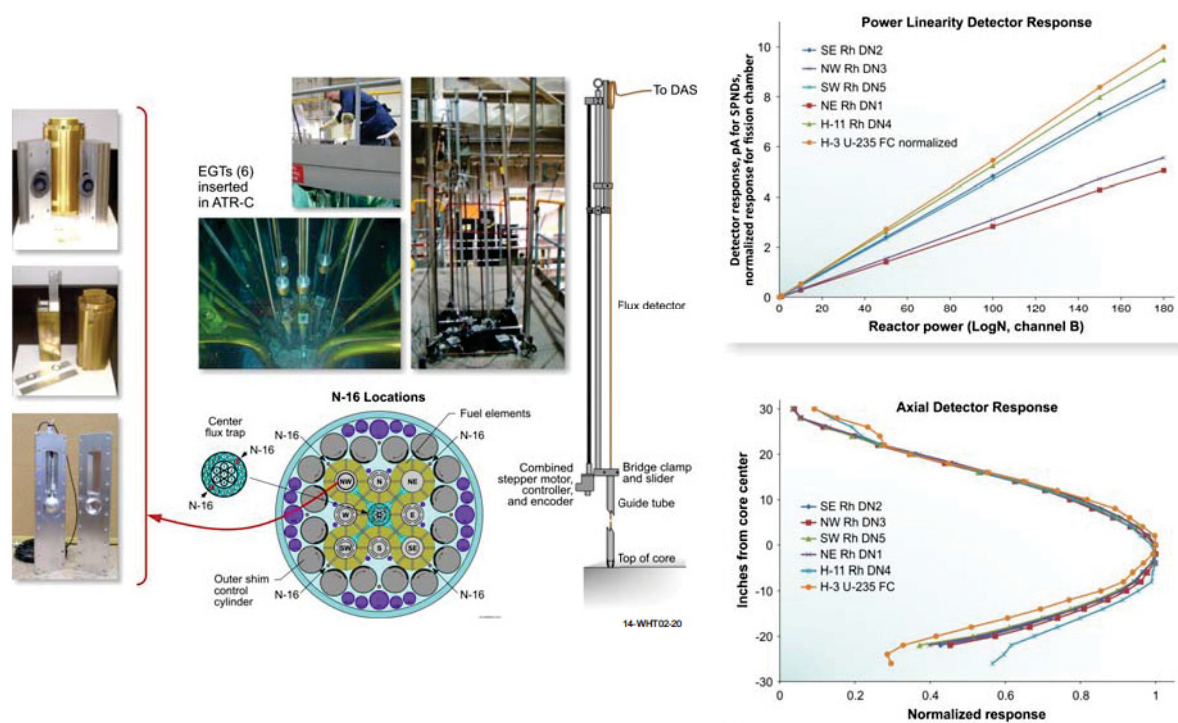 EGTs (6)
inserted
in ATR-C
To DAS
Flux detector
Combined
stepper motor,
controller,
and encoder
Bridge clamp
and slider
Guide tube
Top of core
14-WHT02-20
N-16 Locations
Center
flux trap
N-16
N-16
N-16
Fuel elements
N-16
NW
N
NE
W
E
SW
S
SE
Outer shim
control
cylinder
N-16
N-16
Power Linearity Detector Response
Detector response, pA for SPNDs,
normalized response for fission chamber
10
8
6
4
2
0
SE Rh DN2
NW Rh DN3
SW Rh DN5
NE Rh DN1
H-11 Rh DN4
H-3 U-235 FC normalized
0 20 40 60 80 100 120 140 160 180
Reactor power (LogN, channel B)
Axial Detector Response
Inches from core center
30
20
10
0
-10
-20
-30
SE Rh DN2
NW Rh DN3
SW Rh DN5
NE Rh DN1
H-11 Rh DN4
H-3 U-235 FC
0 0.2 0.4 0.6 0.8 1
Normalized response